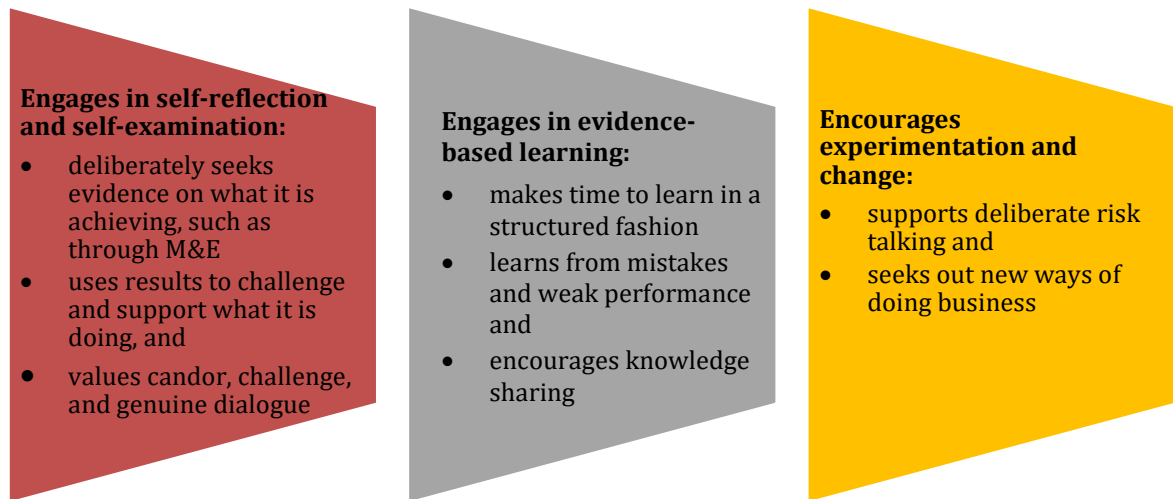 Engages in self-reflection
and self-examination:
• deliberately seeks
evidence on what it is
achieving, such as
through M&E
• uses results to challenge
and support what it is
doing, and
• values candor, challenge,
and genuine dialogue
Engages in evidence-
based learning:
• makes time to learn in a
structured fashion
• learns from mistakes
and weak performance
and
• encourages knowledge
sharing
Encourages
experimentation and
change:
• supports deliberate risk
talking and
• seeks out new ways of
doing business